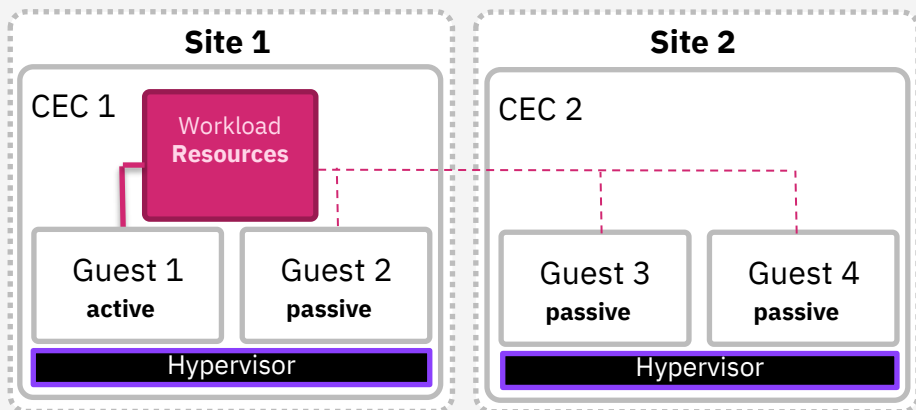 Site 1
CEC 1
Workload
Resources
Guest 1
active
Guest 2
passive
Hypervisor
Site 2
CEC 2
Guest 3
passive
Guest 4
passive
Hypervisor